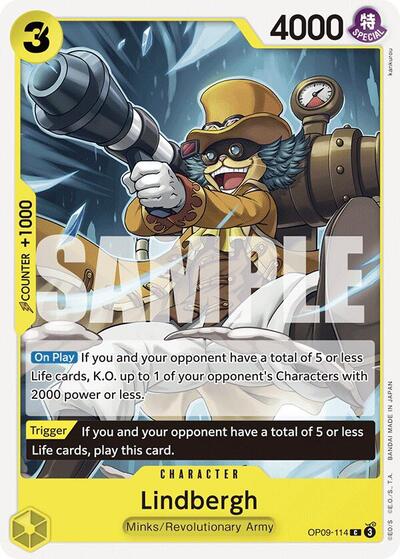 3
4000
特
SPECIAL
kankurou
COUNTER +1000
SAMPLE
On Play If you and your opponent have a total of 5 or less
Life cards, K.O. up to 1 of your opponent's Characters with
2000 power or less.
Trigger If you and your opponent have a total of 5 or less
Life cards, play this card.
CHARACTER
Lindbergh
Minks/Revolutionary Army
OP09-114 C 3
©E.O/S ©E.O./S., T.A. BANDAI MADE IN JAPAN